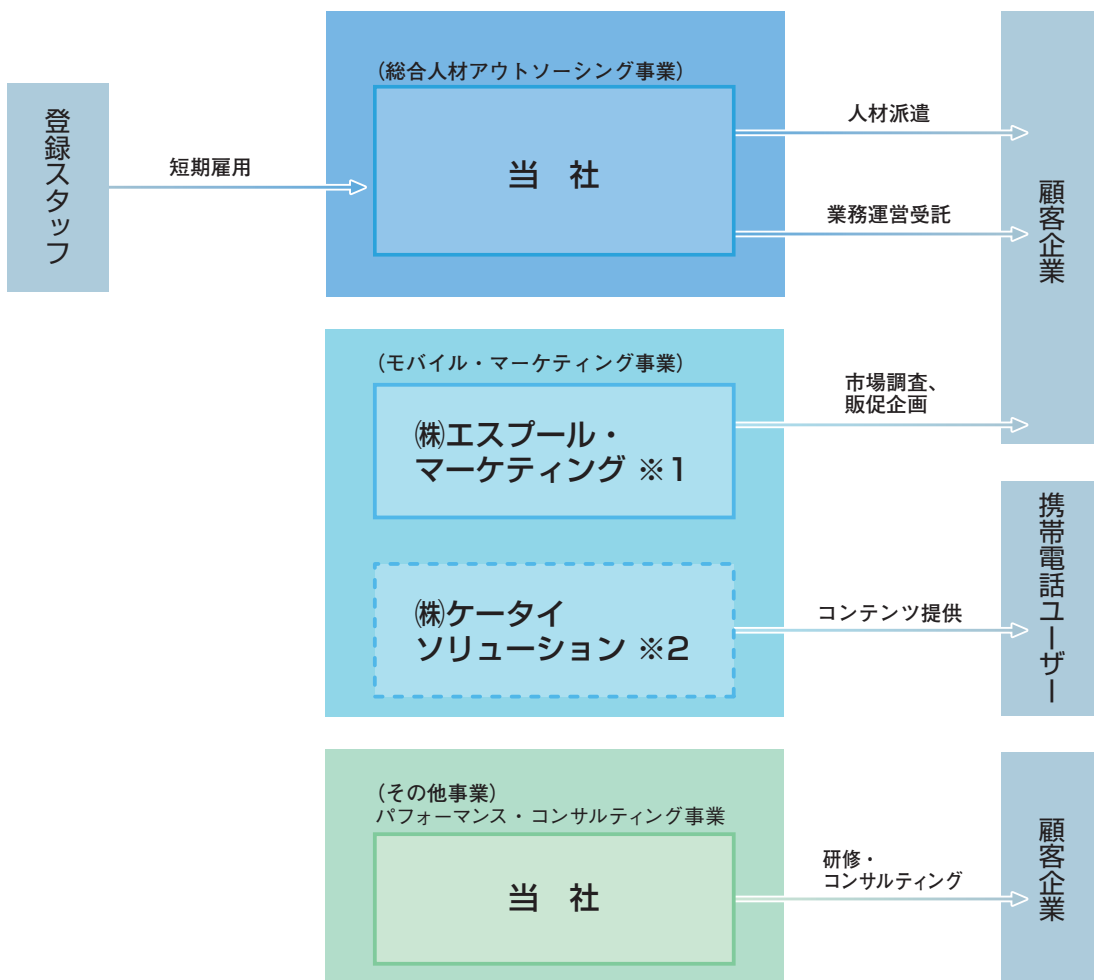 登録スタッフ
短期雇用
(総合人材アウトソーシング事業)
当 社
人材派遣
業務運営受託
顧客企業
(モバイル・マーケティング事業)
㈱エスプール・
マーケティング ※1
市場調査、
販促企画
㈱ケータイ
ソリューション ※2
コンテンツ提供
携帯電話ユーザー
(その他事業)
パフォーマンス・コンサルティング事業
当 社
研修・
コンサルティング
顧客企業